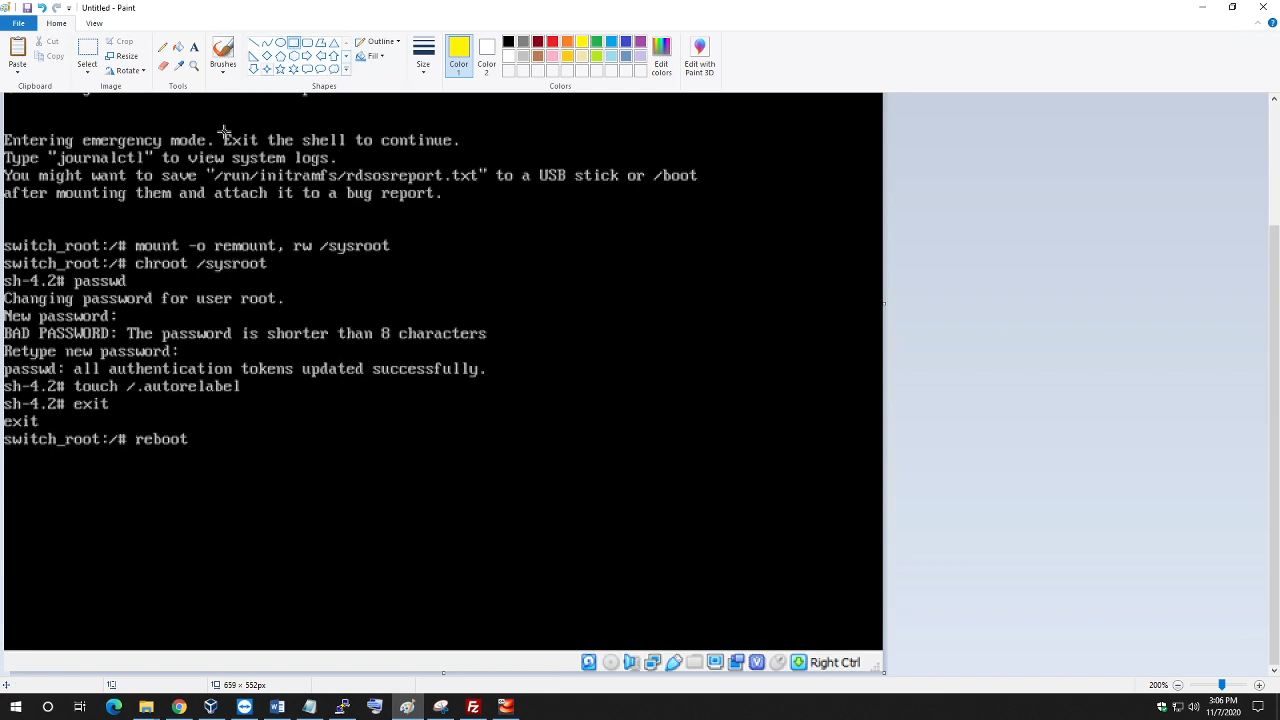 Untitled - Paint
File
Home
View
Paste
Cut
Copy
Clipboard
Select
Crop
Resize
Rotate
Image
Tools
Brushes
Outline
Fill
Shapes
Size
Color 1
Color 2
Edit colors
Edit with Paint 3D
Colors
Entering emergency mode. Exit the shell to continue.
Type "journalctl" to view system logs.
You might want to save "/run/initramfs/rdsosreport.txt" to a USB stick or /boot
after mounting them and attach it to a bug report.
switch_root:/# mount -o remount, rw /sysroot
switch_root:/# chroot /sysroot
sh-4.2# passwd
Changing password for user root.
New password:
BAD PASSWORD: The password is shorter than 8 characters
Retype new password:
passwd: all authentication tokens updated successfully.
sh-4.2# touch /.autorelabel
sh-4.2# exit
exit
switch_root:/# reboot
Right Ctrl
659 × 552px
200%
3:06 PM
11/7/2020